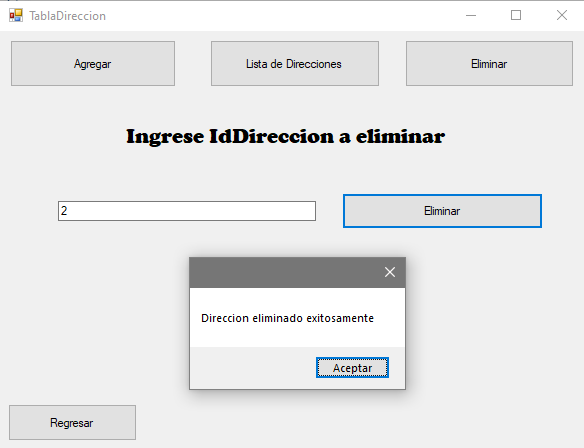 TablaDireccion
Agregar
Lista de Direcciones
Eliminar
Ingrese IdDireccion a eliminar
2
Eliminar
Direccion eliminado exitosamente
Aceptar
Regresar